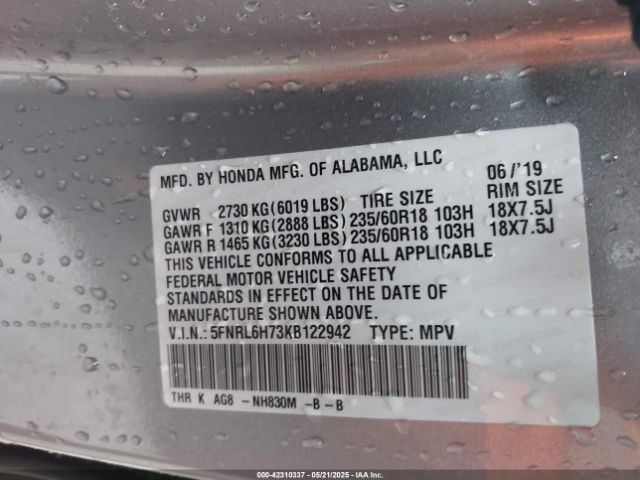 MFD. BY HONDA MFG. OF ALABAMA, LLC 06/'19
GVWR 2730 KG(6019 LBS) TIRE SIZE RIM SIZE
GAWR F 1310 KG(2888 LBS)235/60R18 103H 18X7.5J
GAWR R 1465 KG(3230 LBS)235/60R18 103H 18X7.5J
THIS VEHICLE CONFORMS TO ALL APPLICABLE
FEDERAL MOTOR VEHICLE SAFETY
STANDARDS IN EFFECT ON THE DATE OF
MANUFACTURE SHOWN ABOVE.
V.I.N.: 5FNRL6H73KB122942 TYPE: MPV
THR K AG8 - NH830M -B - B
000-42310337 - 05/21/2025 - IAAI.COM